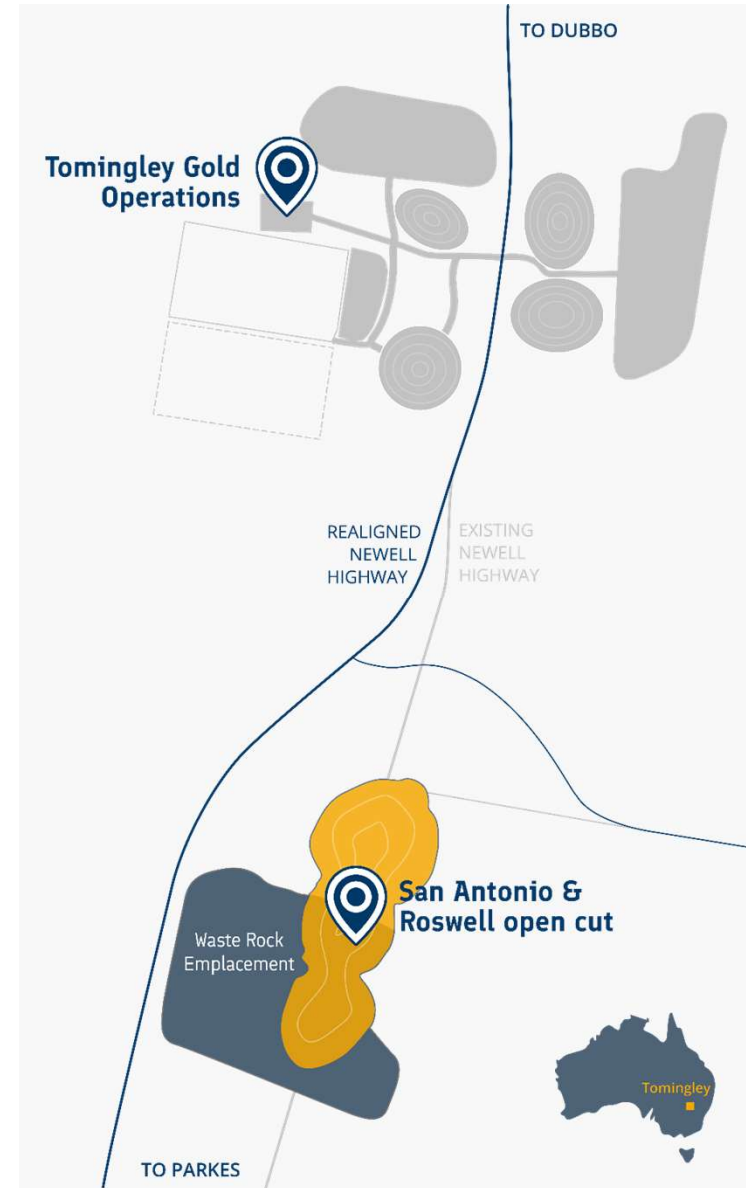 TO DUBBO
Tomingley Gold
Operations
REALIGNED
NEWELL
HIGHWAY
EXISTING
NEWELL
HIGHWAY
San Antonio &
Roswell open cut
Waste Rock
Emplacement
Tomingley
TO PARKES